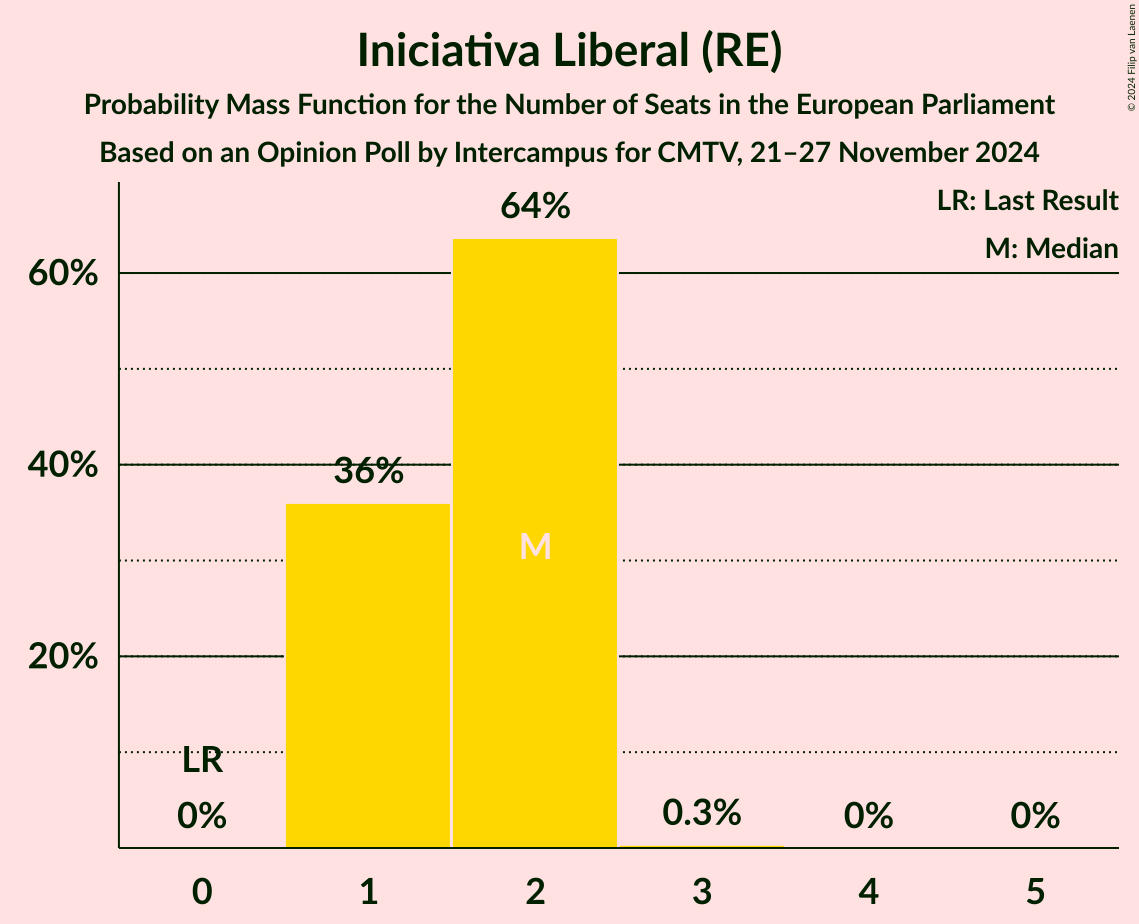 Iniciativa Liberal (RE)
Probability Mass Function for the Number of Seats in the European Parliament
Based on an Opinion Poll by Intercampus for CMTV, 21–27 November 2024
© 2024 Filip van Laenen
LR: Last Result
M: Median
64%
60%
40%
36%
M
20%
LR
0%
0.3%
0%
0%
0
1
2
3
4
5